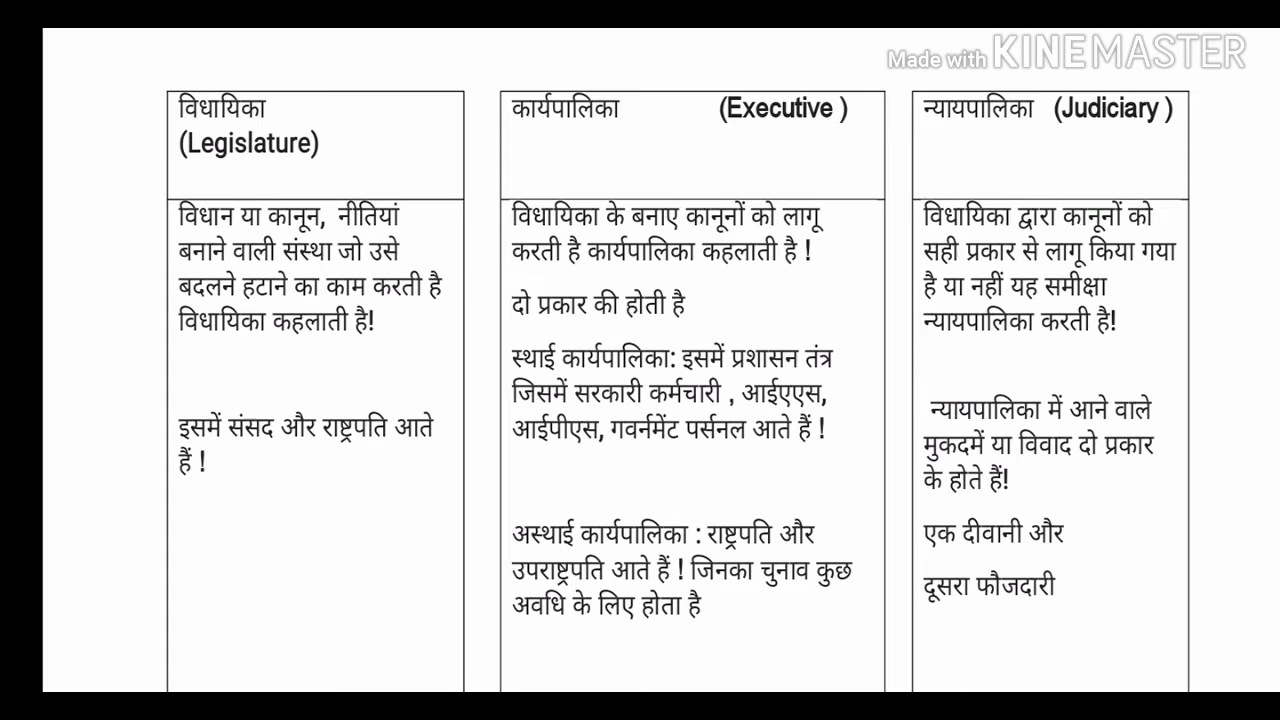 Made with KINEMASTER
विधायिका
(Legislature)
विधान या कानून, नीतियां
बनाने वाली संस्था जो उसे
बदलने हटाने का काम करती है
विधायिका कहलाती है!
इसमें संसद और राष्ट्रपति आते
हैं !
कार्यपालिका (Executive )
विधायिका के बनाए कानूनों को लागू
करती है कार्यपालिका कहलाती है !
दो प्रकार की होती है
स्थाई कार्यपालिका: इसमें प्रशासन तंत्र
जिसमें सरकारी कर्मचारी , आईएएस,
आईपीएस, गवर्नमेंट पर्सनल आते हैं !
अस्थाई कार्यपालिका : राष्ट्रपति और
उपराष्ट्रपति आते हैं ! जिनका चुनाव कुछ
अवधि के लिए होता है
न्यायपालिका (Judiciary )
विधायिका द्वारा कानूनों को
सही प्रकार से लागू किया गया
है या नहीं यह समीक्षा
न्यायपालिका करती है!
न्यायपालिका में आने वाले
मुकदमें या विवाद दो प्रकार
के होते हैं!
एक दीवानी और
दूसरा फौजदारी